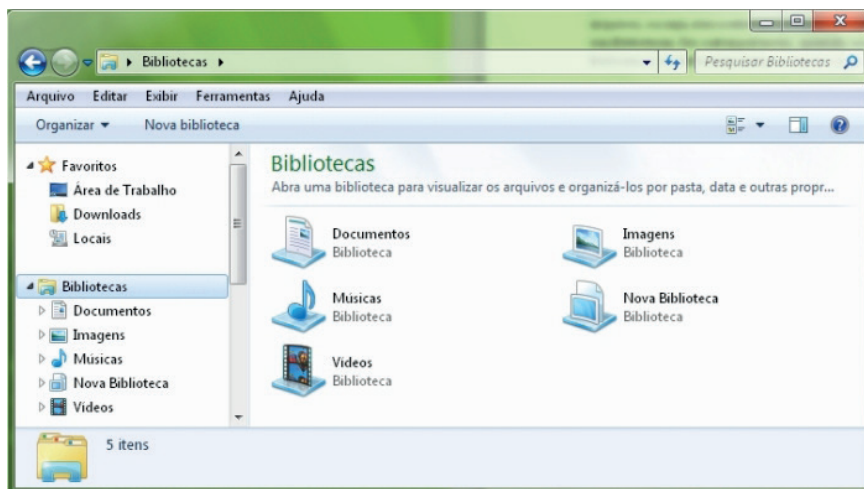 Bibliotecas
Pesquisar Bibliotecas
Arquivo Editar Exibir Ferramentas Ajuda
Organizar Nova biblioteca
Favoritos
Área de Trabalho
Downloads
Locais
Bibliotecas
Documentos
Imagens
Músicas
Nova Biblioteca
Vídeos
Bibliotecas
Abra uma biblioteca para visualizar os arquivos e organizá-los por pasta, data e outras propr...
Documentos
Biblioteca
Imagens
Biblioteca
Músicas
Biblioteca
Nova Biblioteca
Biblioteca
Vídeos
Biblioteca
5 itens